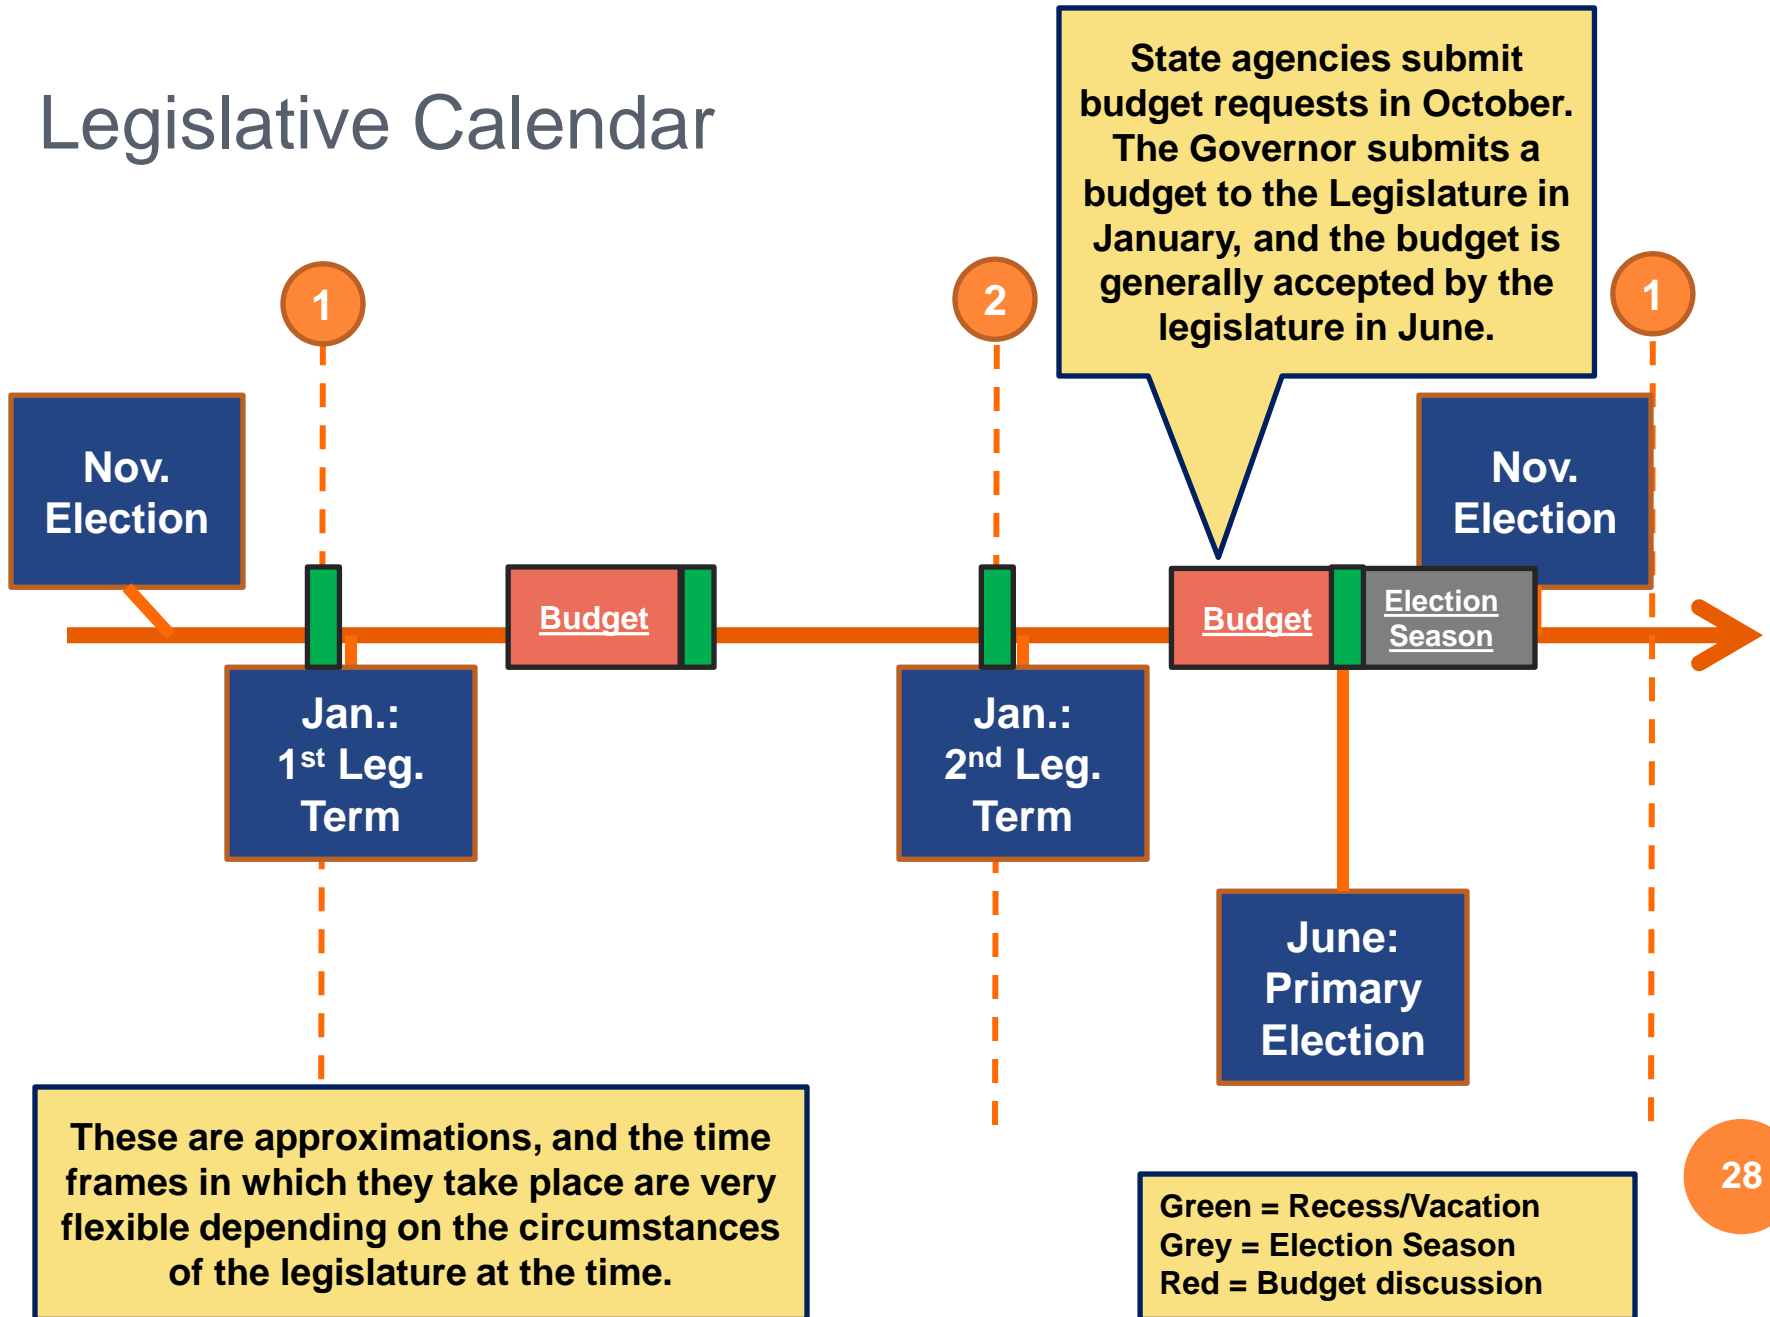 Legislative Calendar
State agencies submit
budget requests in October.
The Governor submits a
budget to the Legislature in
January, and the budget is
generally accepted by the
legislature in June.
1
2
1
Nov.
Election
Nov.
Election
Budget
Budget
Election
Season
Jan.:
1st Leg.
Term
Jan.:
2nd Leg.
Term
June:
Primary
Election
These are approximations, and the time
frames in which they take place are very
flexible depending on the circumstances
of the legislature at the time.
Green = Recess/Vacation
Grey = Election Season
Red = Budget discussion
28